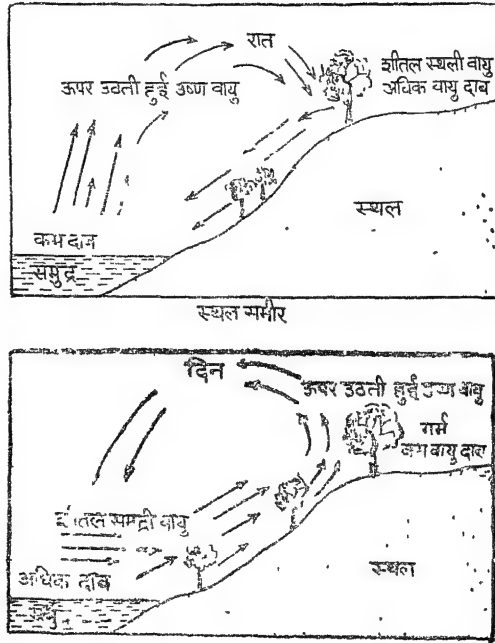 रात
शीतल स्थली वायु
ऊपर उठती हुई उष्ण वायु
अधिक वायु दाब
स्थल
कम दाब
समुद्र
स्थल समीर
दिन
ऊपर उठती हुई उष्ण वायु
गर्म
कम वायु दाब
शीतल समुद्री वायु
अधिक दाब
स्थल